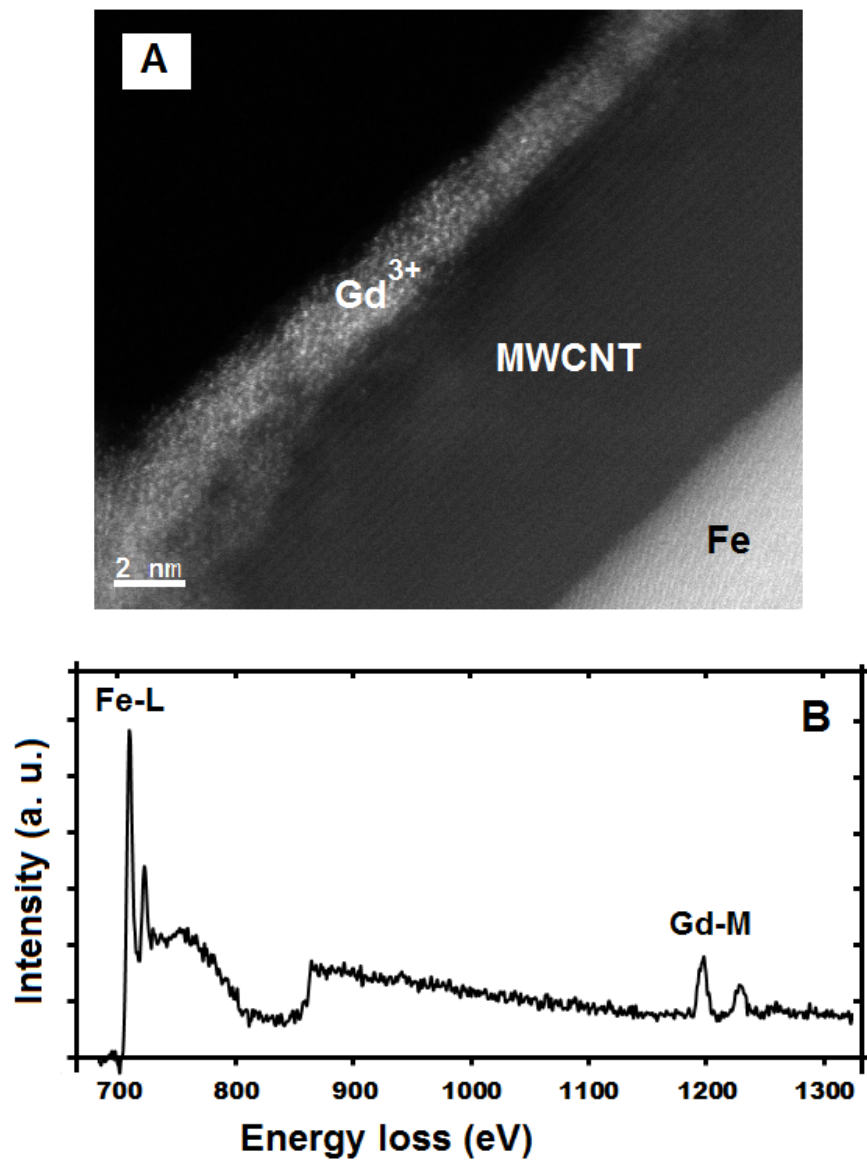 A
Gd3+
MWCNT
Fe
2 nm
Fe-L
B
Gd-M
Intensity (a. u.)
700 800 900 1000 1100 1200 1300
Energy loss (eV)